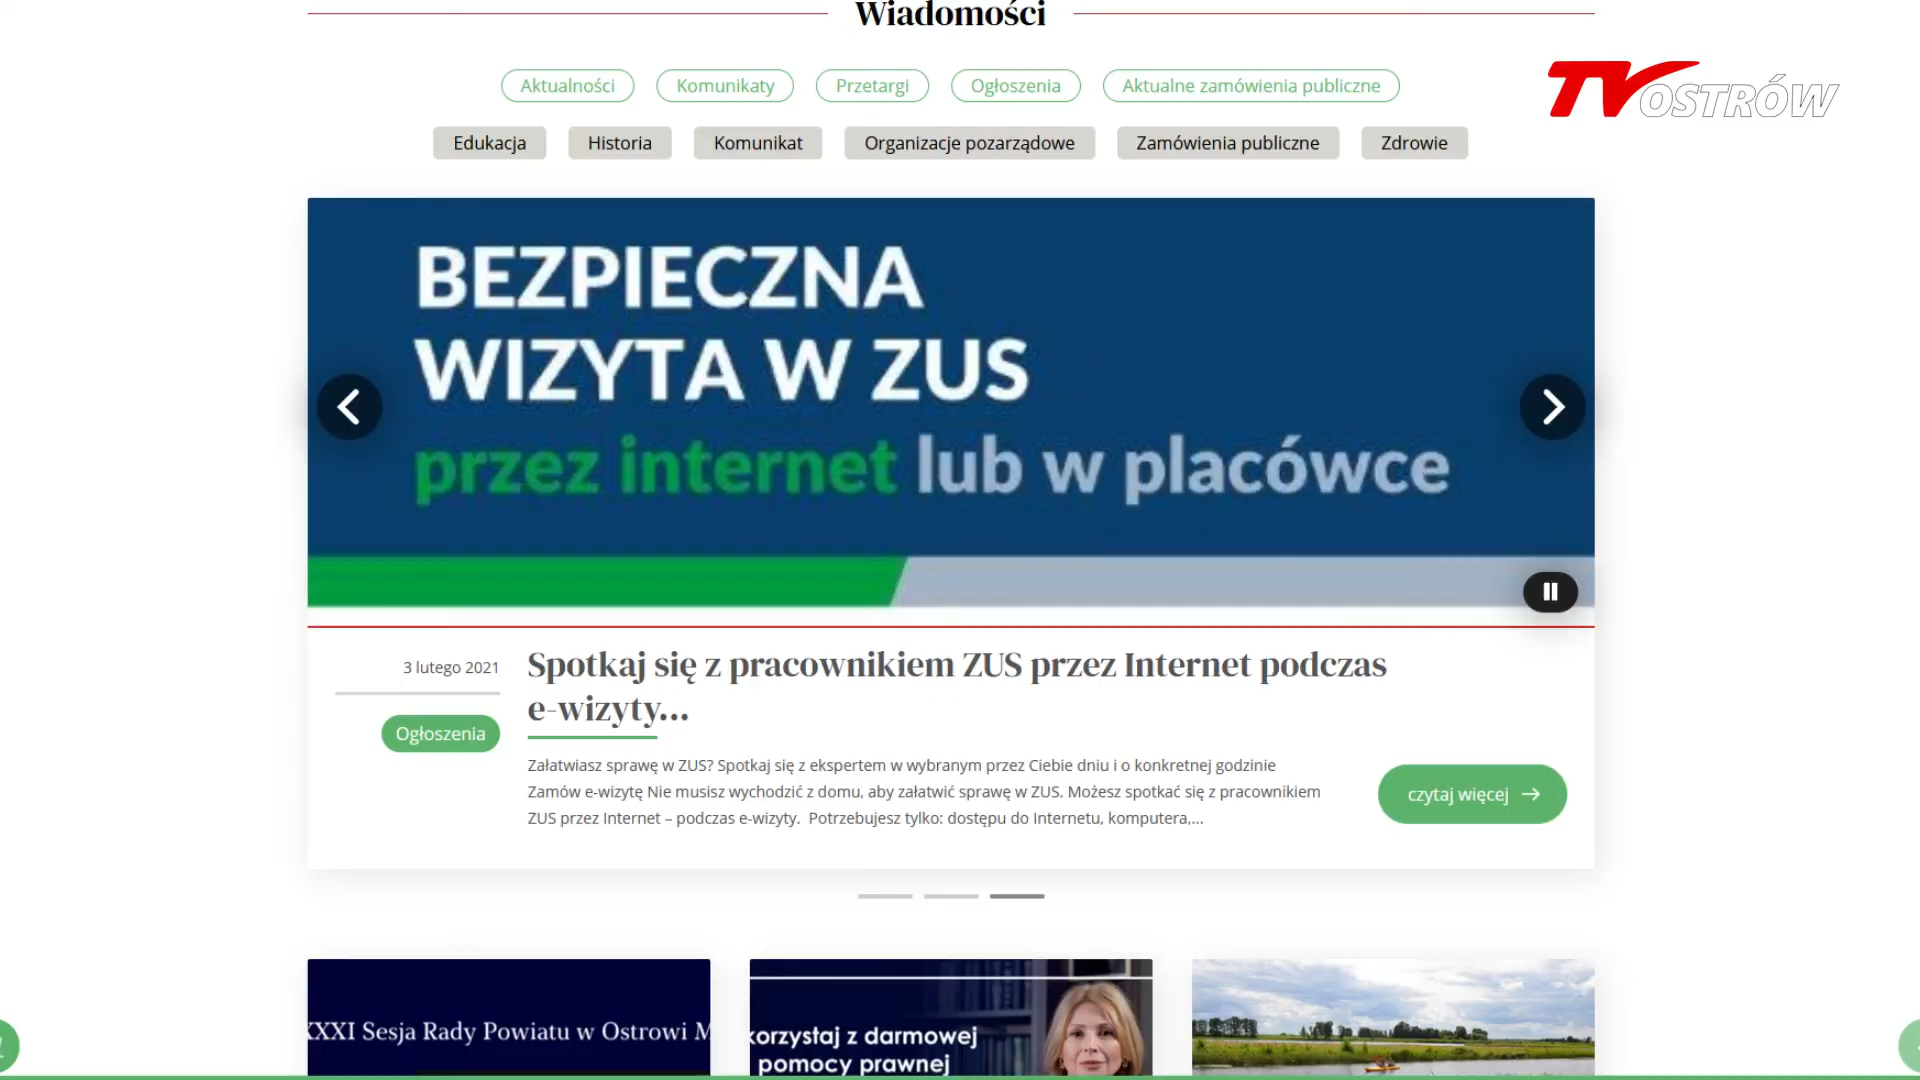 Wiadomości
TV OSTRÓW
Aktualności Komunikaty Przetargi Ogłoszenia Aktualne zamówienia publiczne
Edukacja Historia Komunikat Organizacje pozarządowe Zamówienia publiczne Zdrowie
BEZPIECZNA
WIZYTA W ZUS
przez internet lub w placówce
3 lutego 2021
Ogłoszenia
Spotkaj się z pracownikiem ZUS przez Internet podczas
e-wizyty...
Załatwiasz sprawę w ZUS? Spotkaj się z ekspertem w wybranym przez Ciebie dniu i o konkretnej godzinie
Zamów e-wizytę Nie musisz wychodzić z domu, aby załatwić sprawę w ZUS. Możesz spotkać się z pracownikiem
ZUS przez Internet – podczas e-wizyty. Potrzebujesz tylko: dostępu do Internetu, komputera,...
czytaj więcej
XXXI Sesja Rady Powiatu w Ostrowi M
korzystaj z darmowej
pomocy prawnej